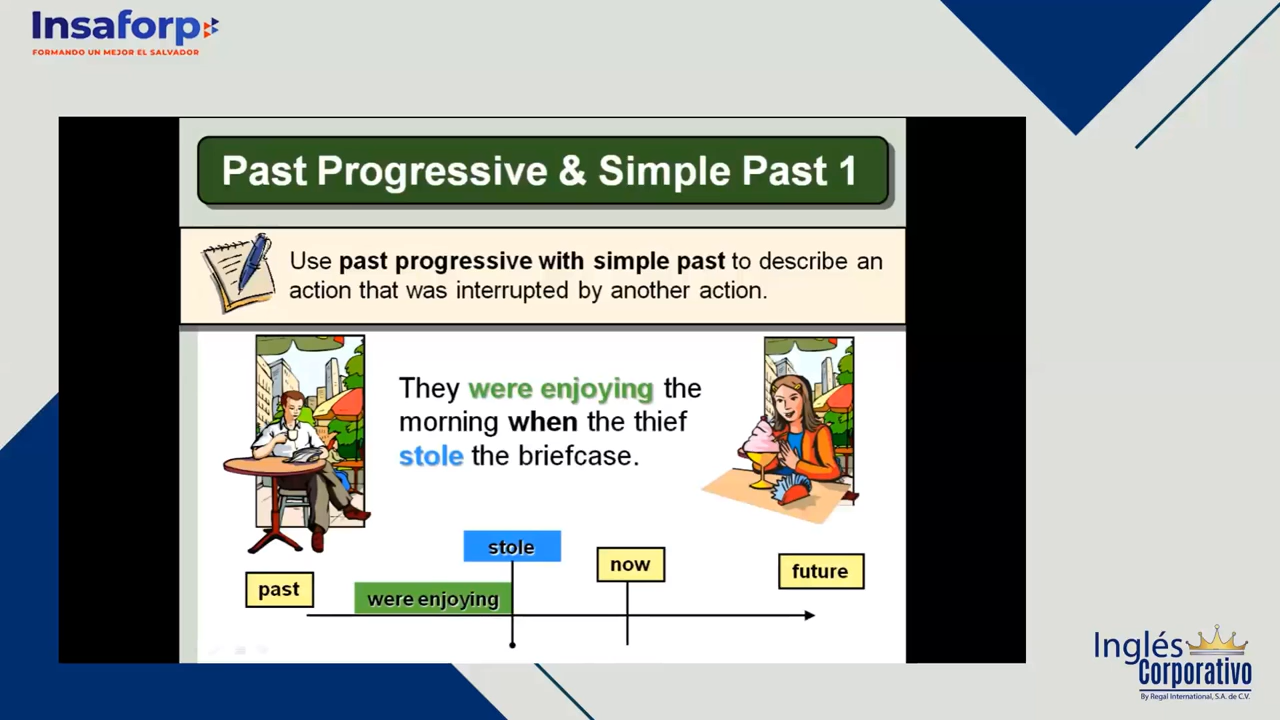 Insaforp
FORMANDO UN MEJOR EL SALVADOR
Past Progressive & Simple Past 1
Use past progressive with simple past to describe an
action that was interrupted by another action.
They were enjoying the
morning when the thief
stole the briefcase.
stole
now
future
past
were enjoying
Inglés
Corporativo
By Regal International, S.A. de C.V.